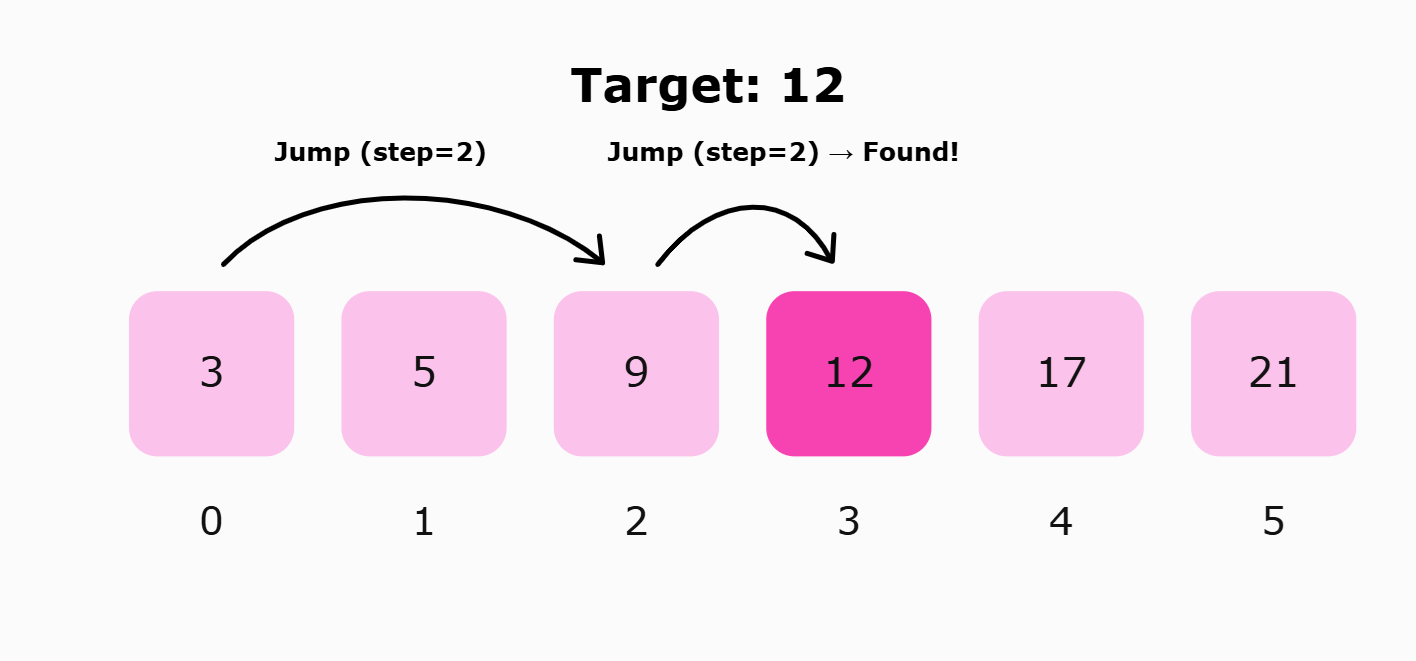 Target: 12
Jump (step=2) Jump (step=2) → Found!
3 5 9 12 17 21
0 1 2 3 4 5